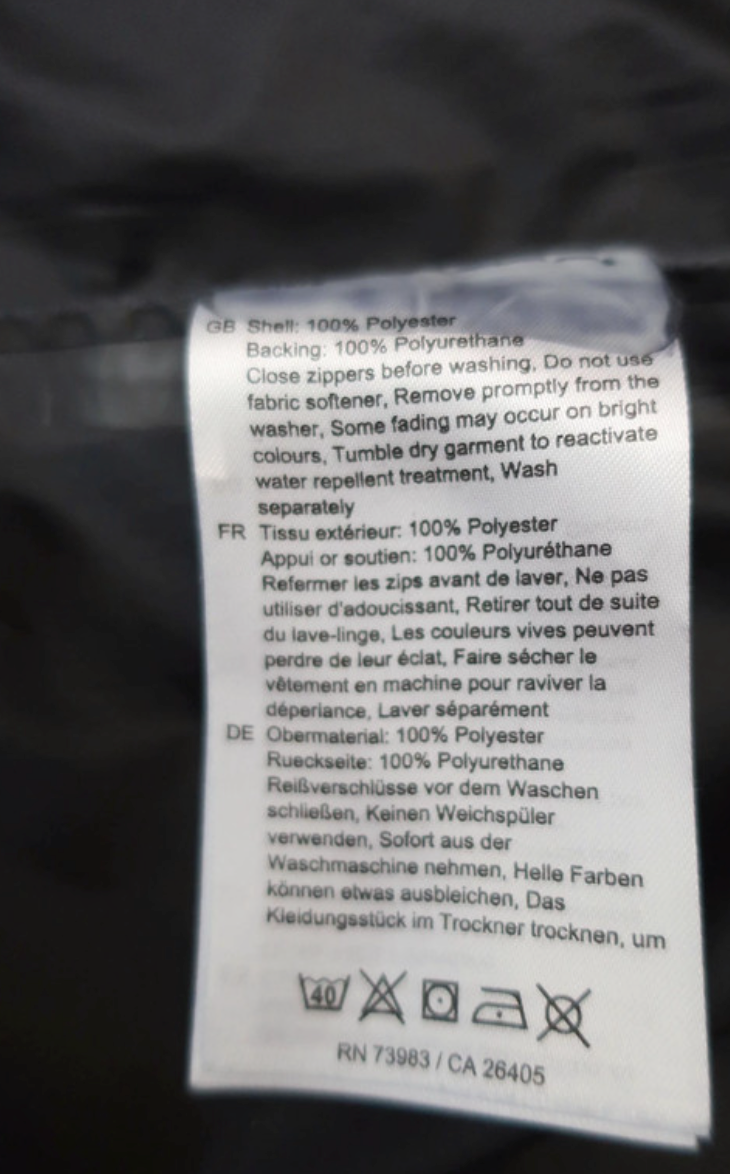 GB Shell: 100% Polyester
Backing: 100% Polyurethane
Close zippers before washing, Do not use
fabric softener, Remove promptly from the
washer, Some fading may occur on bright
colours, Tumble dry garment to reactivate
water repellent treatment, Wash
separately
FR Tissu extérieur: 100% Polyester
Appui or soutien: 100% Polyuréthane
Refermer les zips avant de laver, Ne pas
utiliser d'adoucissant, Retirer tout de suite
du lave-linge, Les couleurs vives peuvent
perdre de leur éclat, Faire sécher le
vêtement en machine pour raviver la
déperlance, Laver séparément
DE Obermaterial: 100% Polyester
Rueckseite: 100% Polyurethane
Reißverschlüsse vor dem Waschen
schließen, Keinen Weichspüler
verwenden, Sofort aus der
Waschmaschine nehmen, Helle Farben
können etwas ausbleichen, Das
Kleidungsstück im Trockner trocknen, um
40
RN 73983 / CA 26405